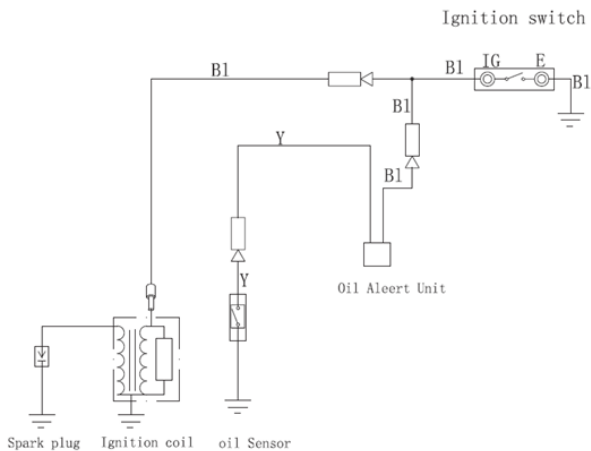 Ignition switch
Bl
Bl
IG
E
Bl
Bl
Y
Bl
Y
Oil Aleert Unit
Spark plug
Ignition coil
oil Sensor